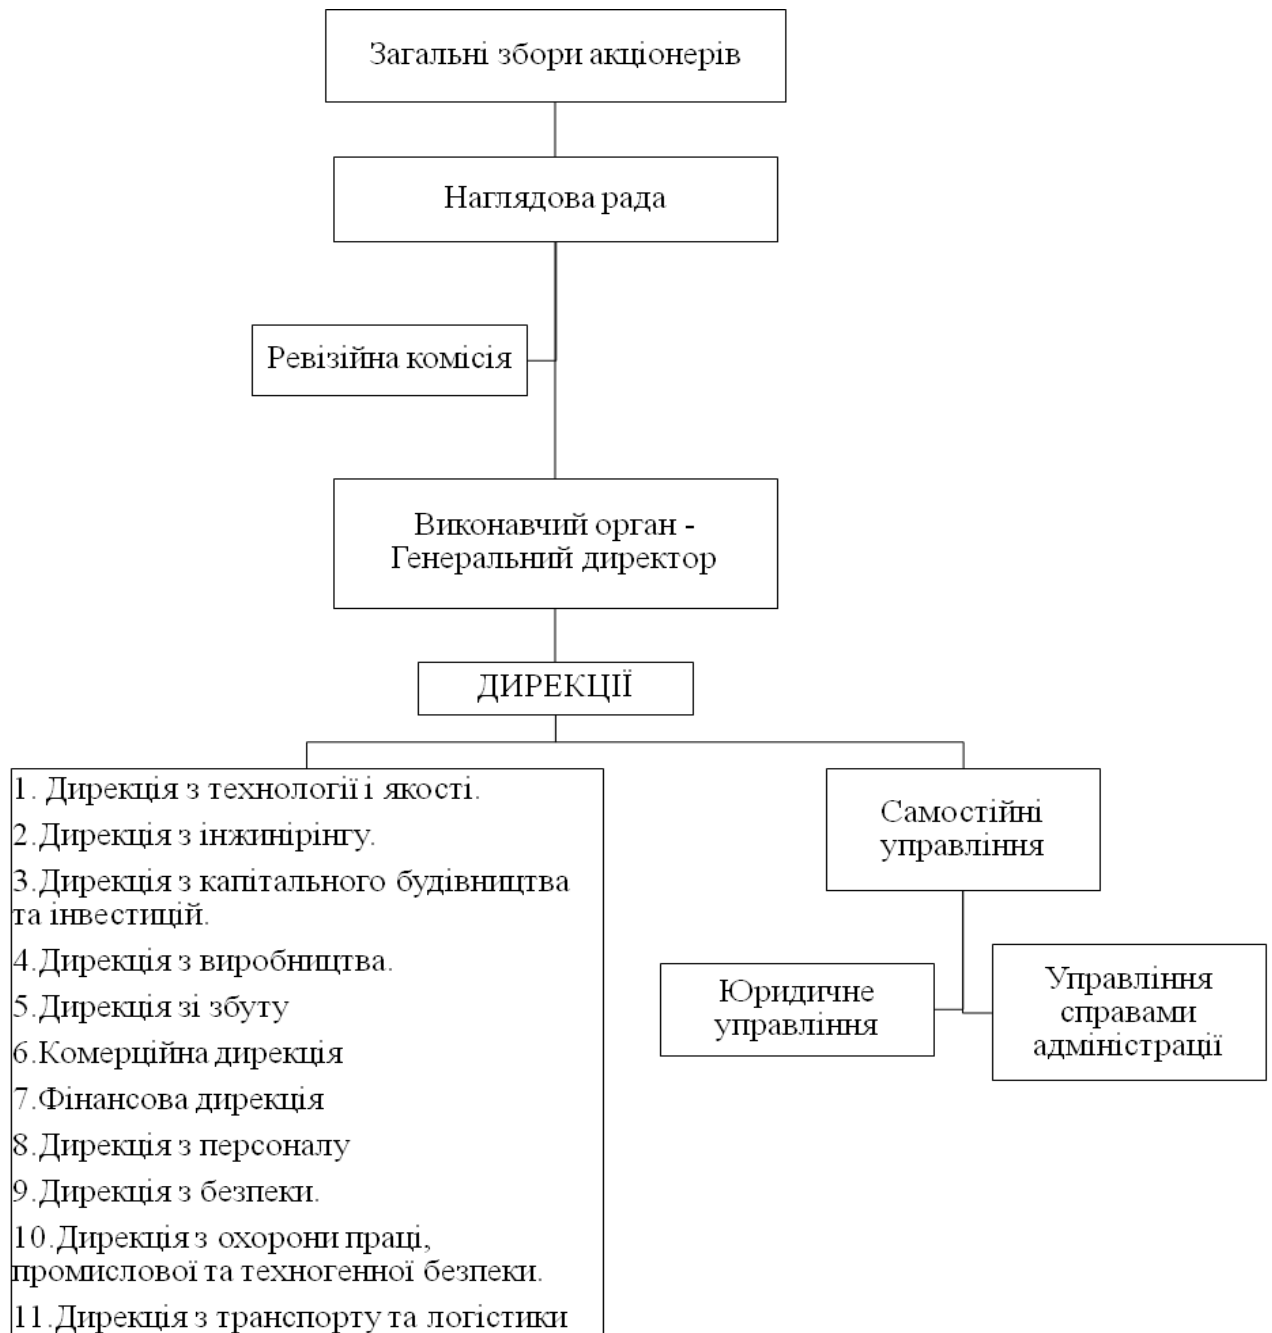 Загальні збори акціонерів
Наглядова рада
Ревізійна комісія
Виконавчий орган -
Генеральний директор
ДИРЕКЦІЇ
1. Дирекція з технології і якості.
2.Дирекція з інжинірінгу.
3.Дирекція з капітального будівництва
та інвестицій.
4.Дирекція з виробництва.
5.Дирекція зі збуту
6.Комерційна дирекція
7.Фінансова дирекція
8.Дирекція з персоналу
9.Дирекція з безпеки.
10.Дирекція з охорони праці,
промислової та техногенної безпеки.
11.Дирекція з транспорту та логістики
Самостійні
управління
Юридичне
управління
Управління
справами
адміністрації